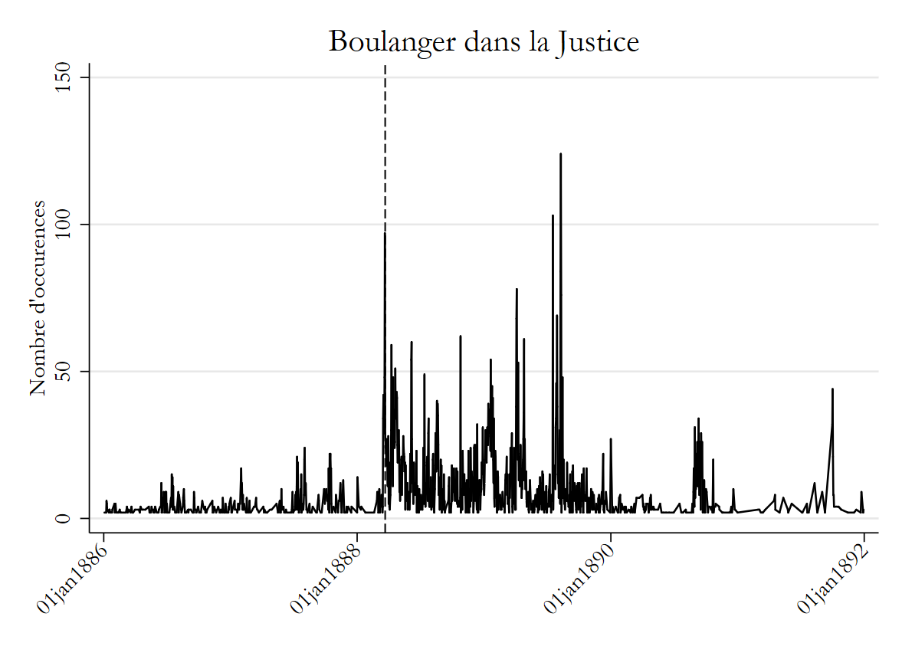 Boulanger dans la Justice
Nombre d'occurences
150
100
50
0
01jan1886
01jan1888
01jan1890
01jan1892